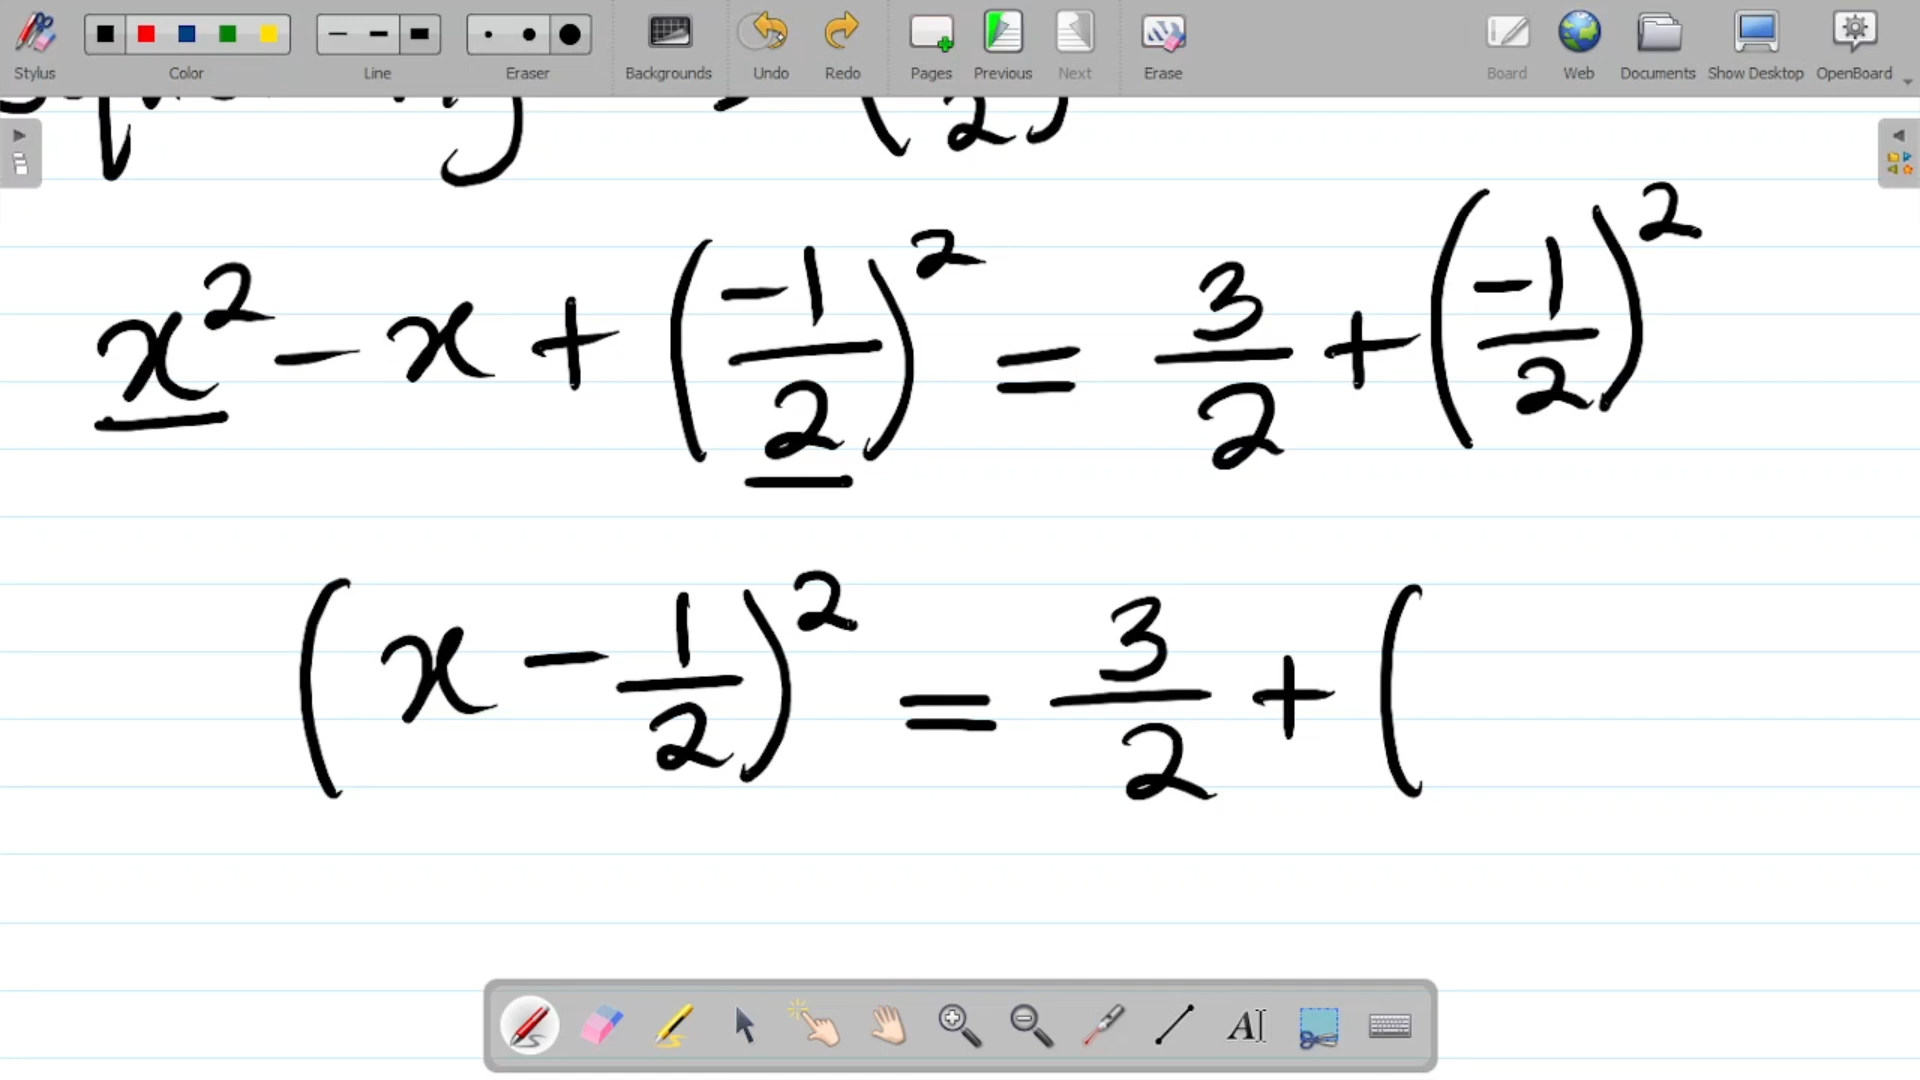 Stylus Color Line Eraser Backgrounds Undo Redo Pages Previous Next Erase Board Web Documents Show Desktop OpenBoard
x² - x + (-1/2)² = 3/2 + (-1/2)²
(x - 1/2)² = 3/2 + (